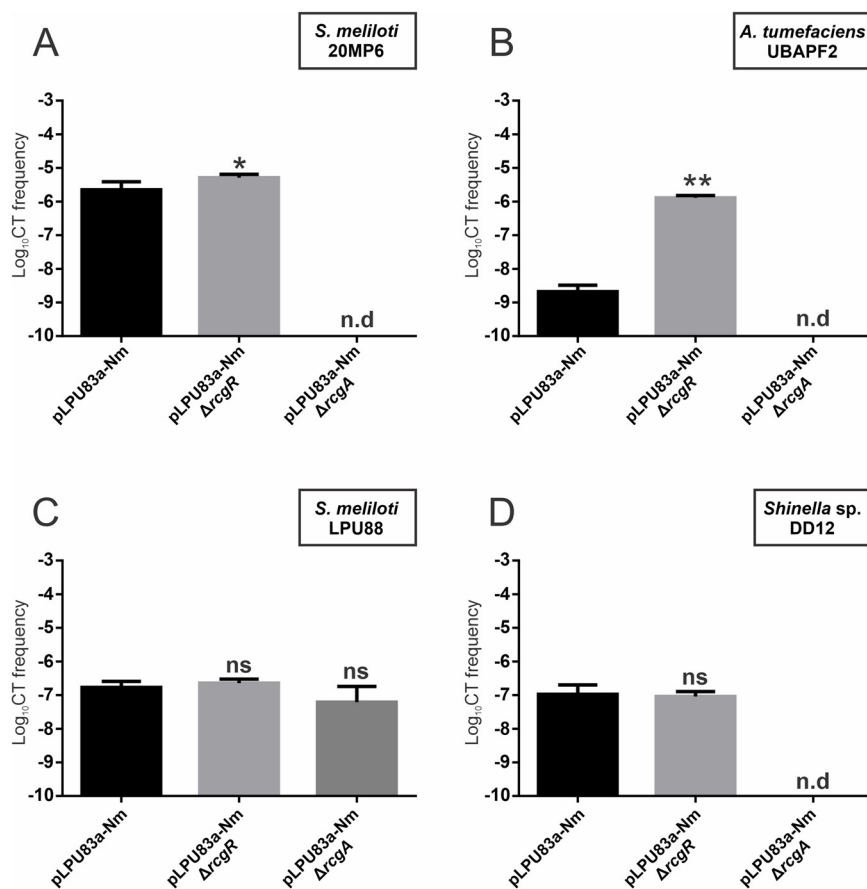 A
S. meliloti
20MP6
Log₁₀CT frequency
-3
-4
-5
-6
-7
-8
-9
-10
*
n.d
pLPU83a-Nm
pLPU83a-Nm
ΔrcgR
pLPU83a-Nm
ΔrcgA
B
A. tumefaciens
UBAPF2
Log₁₀CT frequency
-3
-4
-5
-6
-7
-8
-9
-10
**
n.d
pLPU83a-Nm
pLPU83a-Nm
ΔrcgR
pLPU83a-Nm
ΔrcgA
C
S. meliloti
LPU88
Log₁₀CT frequency
-3
-4
-5
-6
-7
-8
-9
-10
ns
ns
pLPU83a-Nm
pLPU83a-Nm
ΔrcgR
pLPU83a-Nm
ΔrcgA
D
Shinella sp.
DD12
Log₁₀CT frequency
-3
-4
-5
-6
-7
-8
-9
-10
ns
n.d
pLPU83a-Nm
pLPU83a-Nm
ΔrcgR
pLPU83a-Nm
ΔrcgA